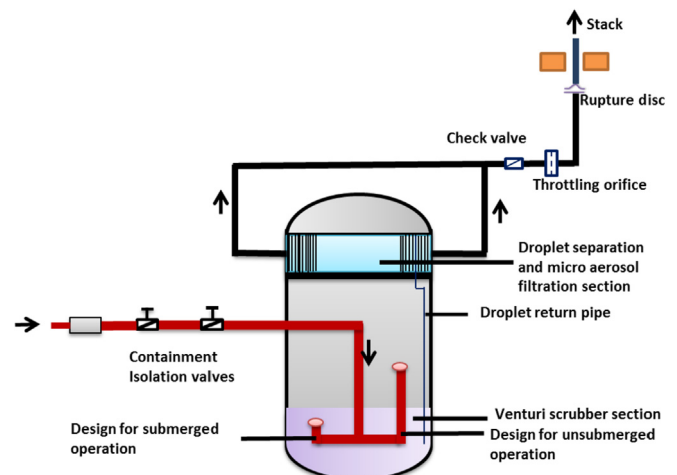 Stack
Rupture disc
Check valve
Throttling orifice
Droplet separation
and micro aerosol
filtration section
Droplet return pipe
Containment
Isolation valves
Venturi scrubber section
Design for submerged
operation
Design for unsubmerged
operation